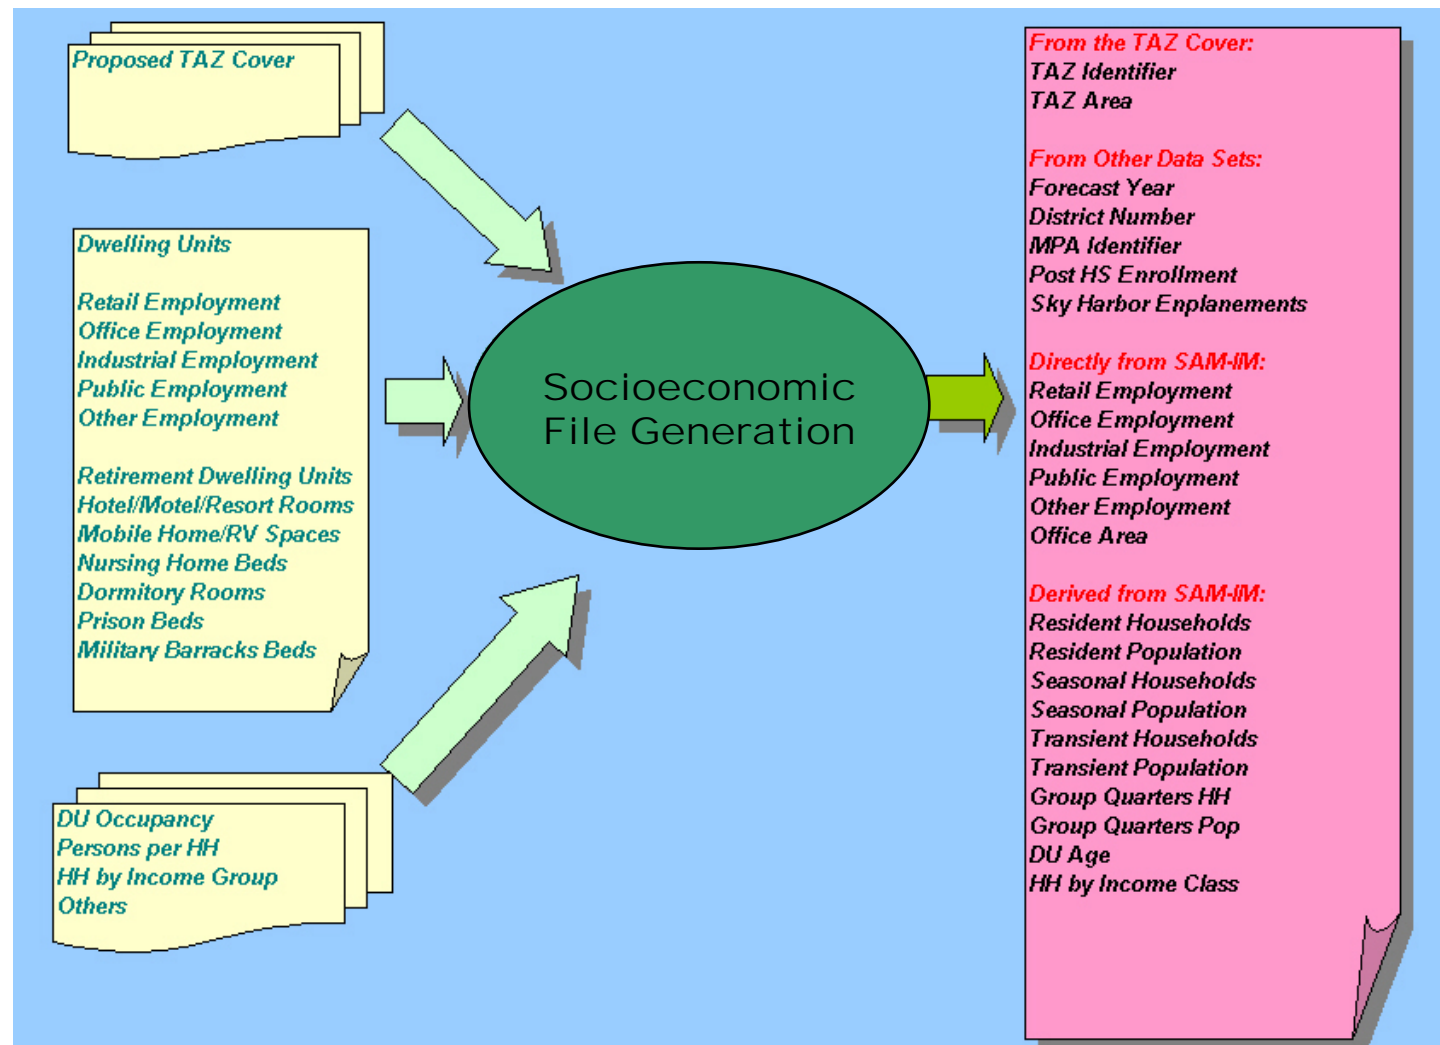 Proposed TAZ Cover
Dwelling Units
Retail Employment
Office Employment
Industrial Employment
Public Employment
Other Employment
Retirement Dwelling Units
Hotel/Motel/Resort Rooms
Mobile Home/RV Spaces
Nursing Home Beds
Dormitory Rooms
Prison Beds
Military Barracks Beds
DU Occupancy
Persons per HH
HH by Income Group
Others
Socioeconomic
File Generation
From the TAZ Cover:
TAZ Identifier
TAZ Area
From Other Data Sets:
Forecast Year
District Number
MPA Identifier
Post HS Enrollment
Sky Harbor Enplanements
Directly from SAM-IM:
Retail Employment
Office Employment
Industrial Employment
Public Employment
Other Employment
Office Area
Derived from SAM-IM:
Resident Households
Resident Population
Seasonal Households
Seasonal Population
Transient Households
Transient Population
Group Quarters HH
Group Quarters Pop
DU Age
HH by Income Class